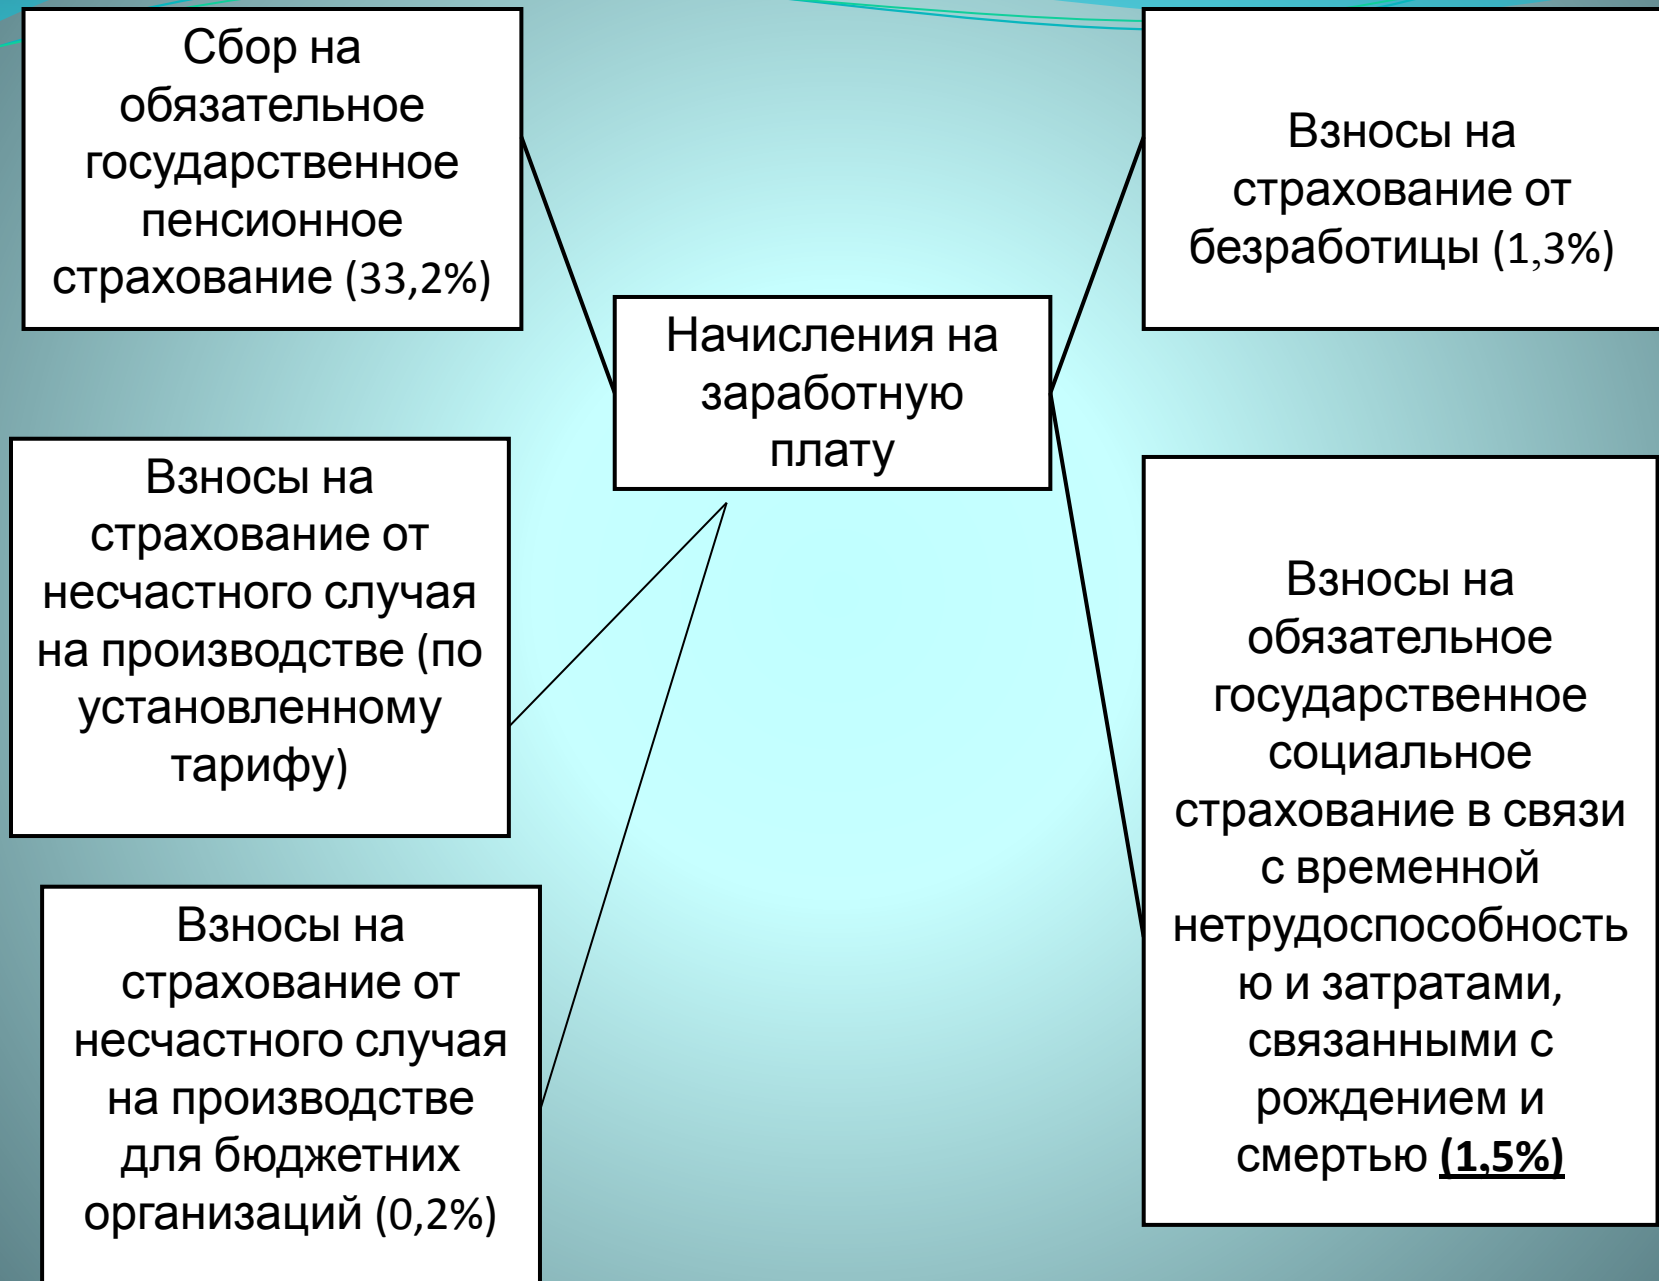 Сбор на
обязательное
государственное
пенсионное
страхование (33,2%)
Взносы на
страхование от
безработицы (1,3%)
Начисления на
заработную
плату
Взносы на
страхование от
несчастного случая
на производстве (по
установленному
тарифу)
Взносы на
обязательное
государственное
социальное
страхование в связи
с временной
нетрудоспособность
ю и затратами,
связанными с
рождением и
смертью (1,5%)
Взносы на
страхование от
несчастного случая
на производстве
для бюджетних
организаций (0,2%)